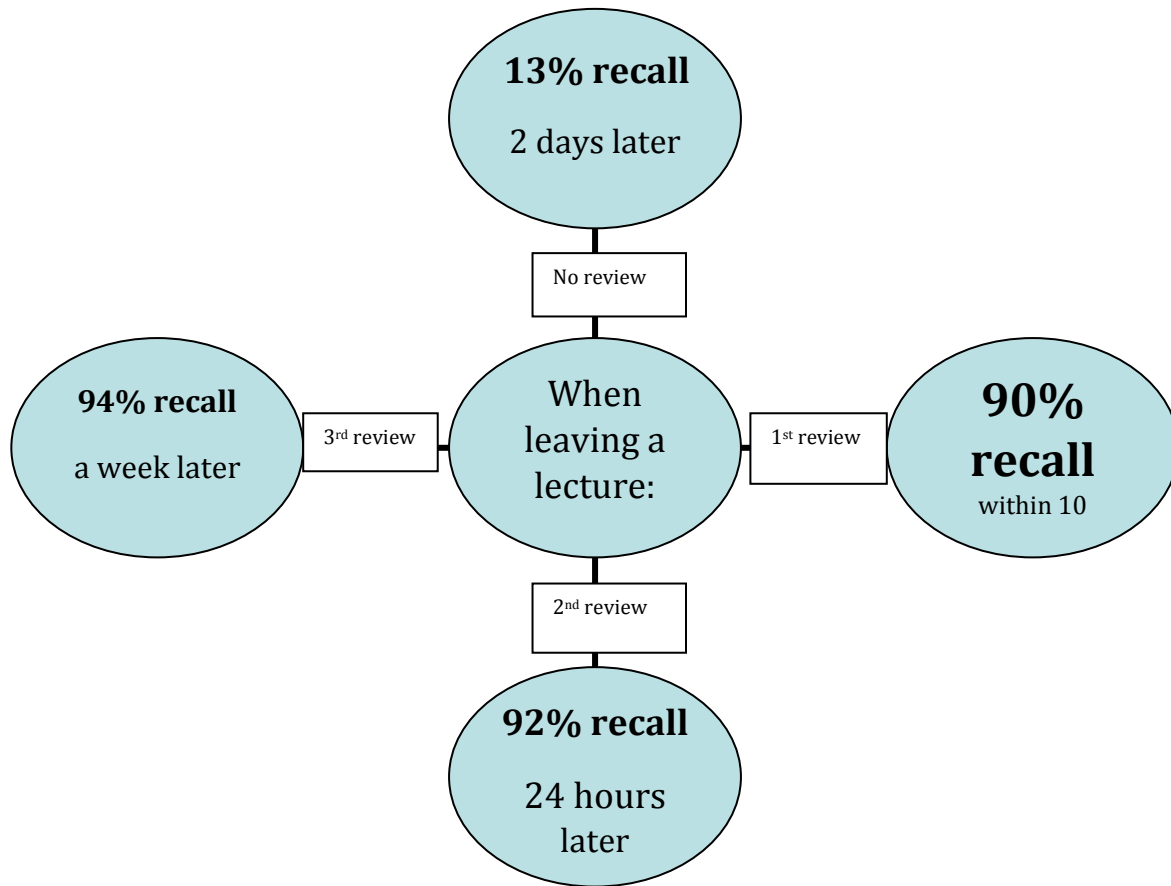 13% recall
2 days later
No review
94% recall
a week later
3rd review
When
leaving a
lecture:
1st review
90%
recall
within 10
2nd review
92% recall
24 hours
later